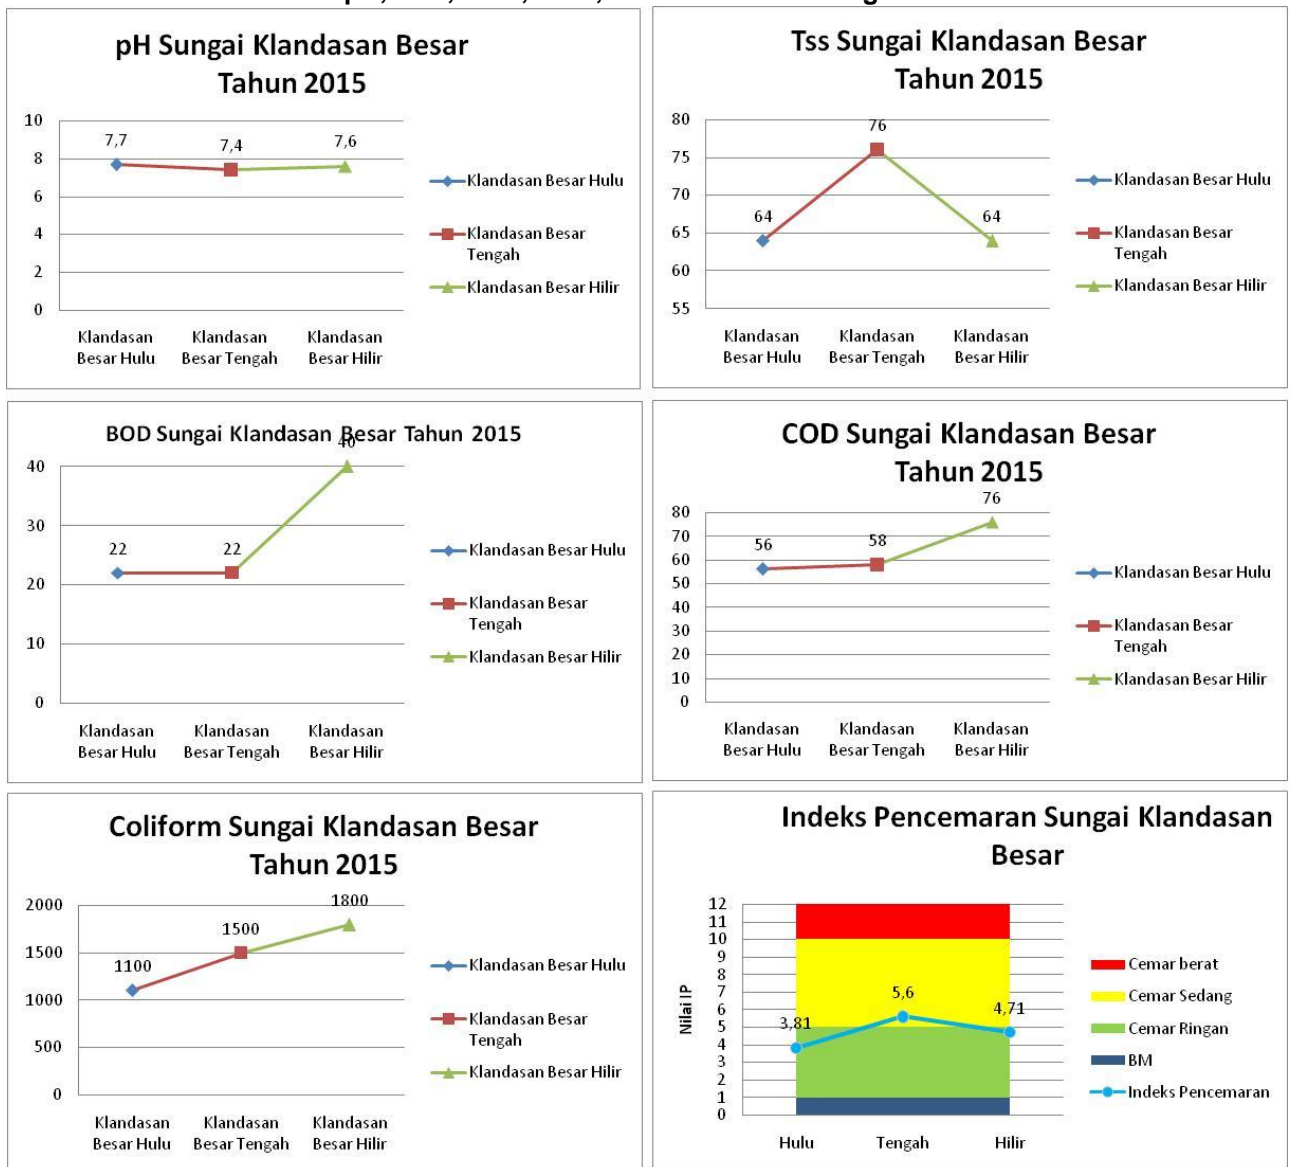 pH Sungai Klandasan Besar
Tahun 2015
10
8
6
4
2
0
7,7
7,4
7,6
Klandasan
Besar Hulu
Klandasan
Besar Tengah
Klandasan
Besar Hilir
Klandasan Besar Hulu
Klandasan Besar
Tengah
Klandasan Besar Hilir
Tss Sungai Klandasan Besar
Tahun 2015
80
75
70
65
60
55
64
76
64
Klandasan
Besar Hulu
Klandasan
Besar Tengah
Klandasan
Besar Hilir
Klandasan Besar Hulu
Klandasan Besar
Tengah
Klandasan Besar Hilir
BOD Sungai Klandasan Besar Tahun 2015
40
30
20
10
0
22
22
40
Klandasan
Besar Hulu
Klandasan
Besar Tengah
Klandasan
Besar Hilir
Klandasan Besar Hulu
Klandasan Besar
Tengah
Klandasan Besar Hilir
COD Sungai Klandasan Besar
Tahun 2015
80
70
60
50
40
30
20
10
0
56
58
76
Klandasan
Besar Hulu
Klandasan
Besar Tengah
Klandasan
Besar Hilir
Klandasan Besar Hulu
Klandasan Besar
Tengah
Klandasan Besar Hilir
Coliform Sungai Klandasan Besar
Tahun 2015
2000
1500
1000
500
0
1100
1500
1800
Klandasan
Besar Hulu
Klandasan
Besar Tengah
Klandasan
Besar Hilir
Klandasan Besar Hulu
Klandasan Besar
Tengah
Klandasan Besar Hilir
Indeks Pencemaran Sungai Klandasan
Besar
Nilai IP
12
11
10
9
8
7
6
5
4
3
2
1
0
3,81
5,6
4,71
Hulu
Tengah
Hilir
Cemar berat
Cemar Sedang
Cemar Ringan
BM
Indeks Pencemaran